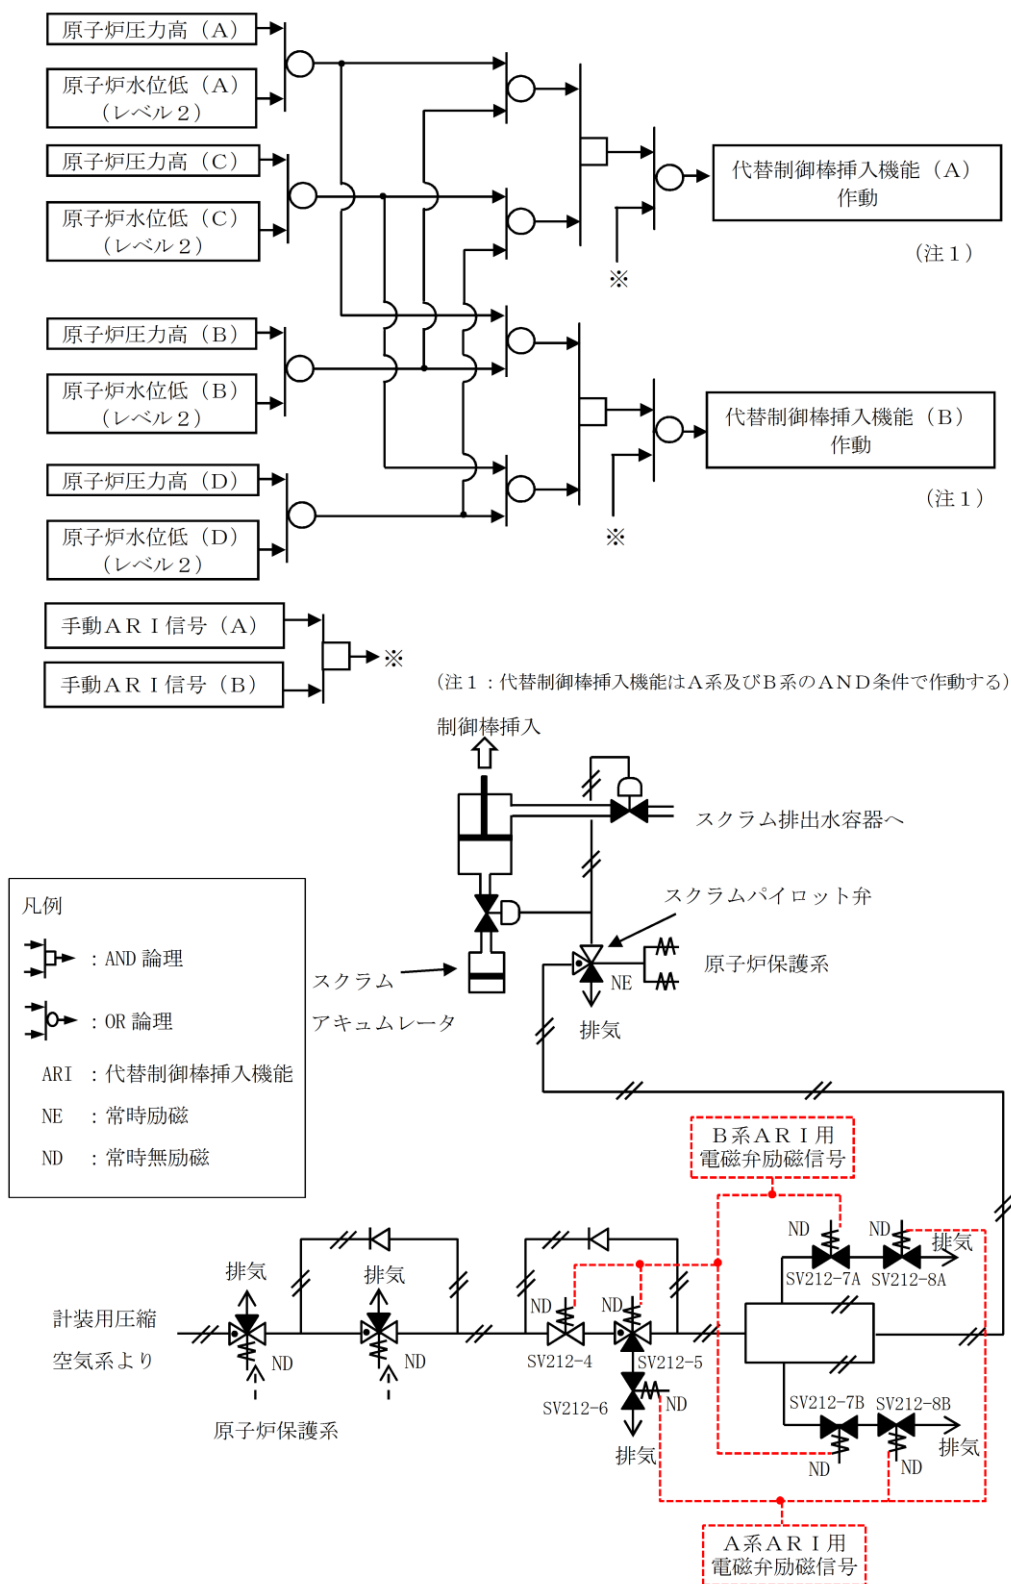 原子炉圧力高（A）
原子炉水位低（A）
（レベル２）
原子炉圧力高（C）
原子炉水位低（C）
（レベル２）
代替制御棒挿入機能（A）
作動
（注１）
※
原子炉圧力高（B）
原子炉水位低（B）
（レベル２）
代替制御棒挿入機能（B）
作動
（注１）
※
原子炉圧力高（D）
原子炉水位低（D）
（レベル２）
手動ＡＲＩ信号（A）
手動ＡＲＩ信号（B）
※
（注１：代替制御棒挿入機能はＡ系及びＢ系のＡＮＤ条件で作動する）
制御棒挿入
スクラム排出水容器へ
スクラムパイロット弁
原子炉保護系
NE
排気
スクラム
アキュムレータ
凡例
：AND 論理
：OR 論理
ARI ：代替制御棒挿入機能
NE ：常時励磁
ND ：常時無励磁
Ｂ系ＡＲＩ用
電磁弁励磁信号
ND
ND
排気
SV212-7A
SV212-8A
排気
排気
計装用圧縮
空気系より
ND
ND
原子炉保護系
ND
ND
SV212-4
SV212-5
SV212-6
ND
排気
SV212-7B
SV212-8B
排気
ND
ND
Ａ系ＡＲＩ用
電磁弁励磁信号